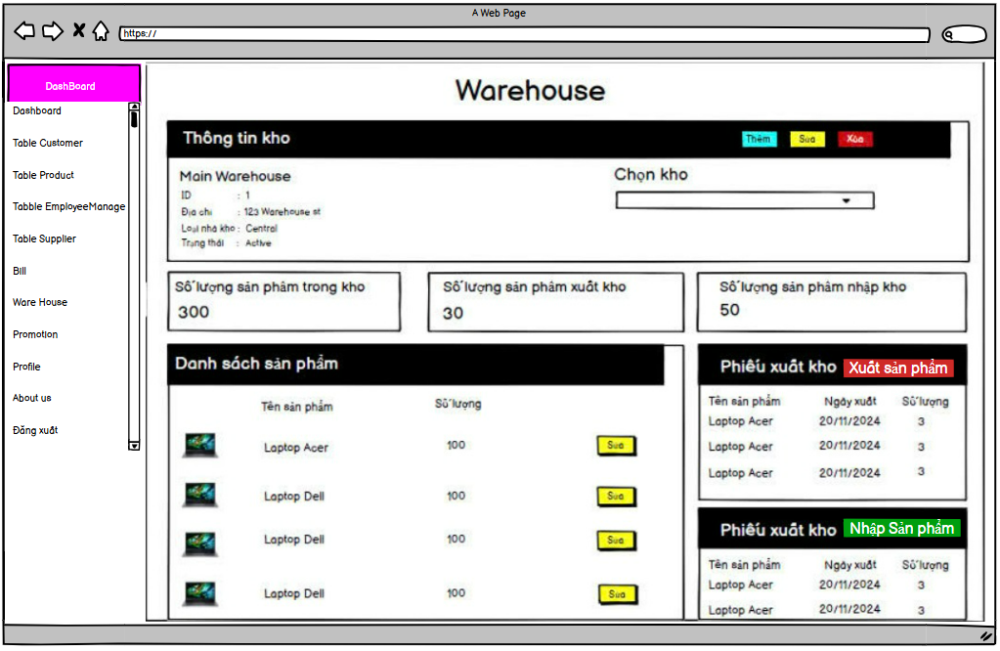 A Web Page
https://
DashBoard
Dashboard
Table Customer
Table Product
Tabble EmployeeManage
Table Supplier
Bill
Ware House
Promotion
Profile
About us
Đăng xuất
Warehouse
Thông tin kho
Thêm
Sửa
Xóa
Main Warehouse
ID : 1
Địa chỉ : 123 Warehouse st
Loại nhà kho : Central
Trạng thái : Active
Chọn kho
Số lượng sản phẩm trong kho
300
Số lượng sản phẩm xuất kho
30
Số lượng sản phẩm nhập kho
50
Danh sách sản phẩm
Tên sản phẩm Số lượng
Laptop Acer 100 Sửa
Laptop Dell 100 Sửa
Laptop Dell 100 Sửa
Laptop Dell 100 Sửa
Phiếu xuất kho Xuất sản phẩm
Tên sản phẩm Ngày xuất Số lượng
Laptop Acer 20/11/2024 3
Laptop Acer 20/11/2024 3
Laptop Acer 20/11/2024 3
Phiếu xuất kho Nhập Sản phẩm
Tên sản phẩm Ngày xuất Số lượng
Laptop Acer 20/11/2024 3
Laptop Acer 20/11/2024 3